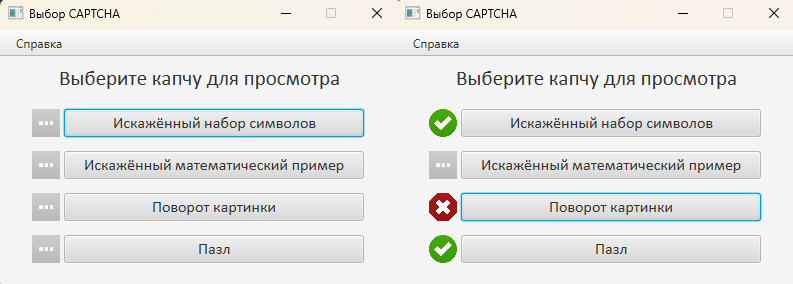 Выбор CAPTCHA
Справка
Выберите капчу для просмотра
Искажённый набор символов
Искажённый математический пример
Поворот картинки
Пазл
Выбор CAPTCHA
Справка
Выберите капчу для просмотра
Искажённый набор символов
Искажённый математический пример
Поворот картинки
Пазл